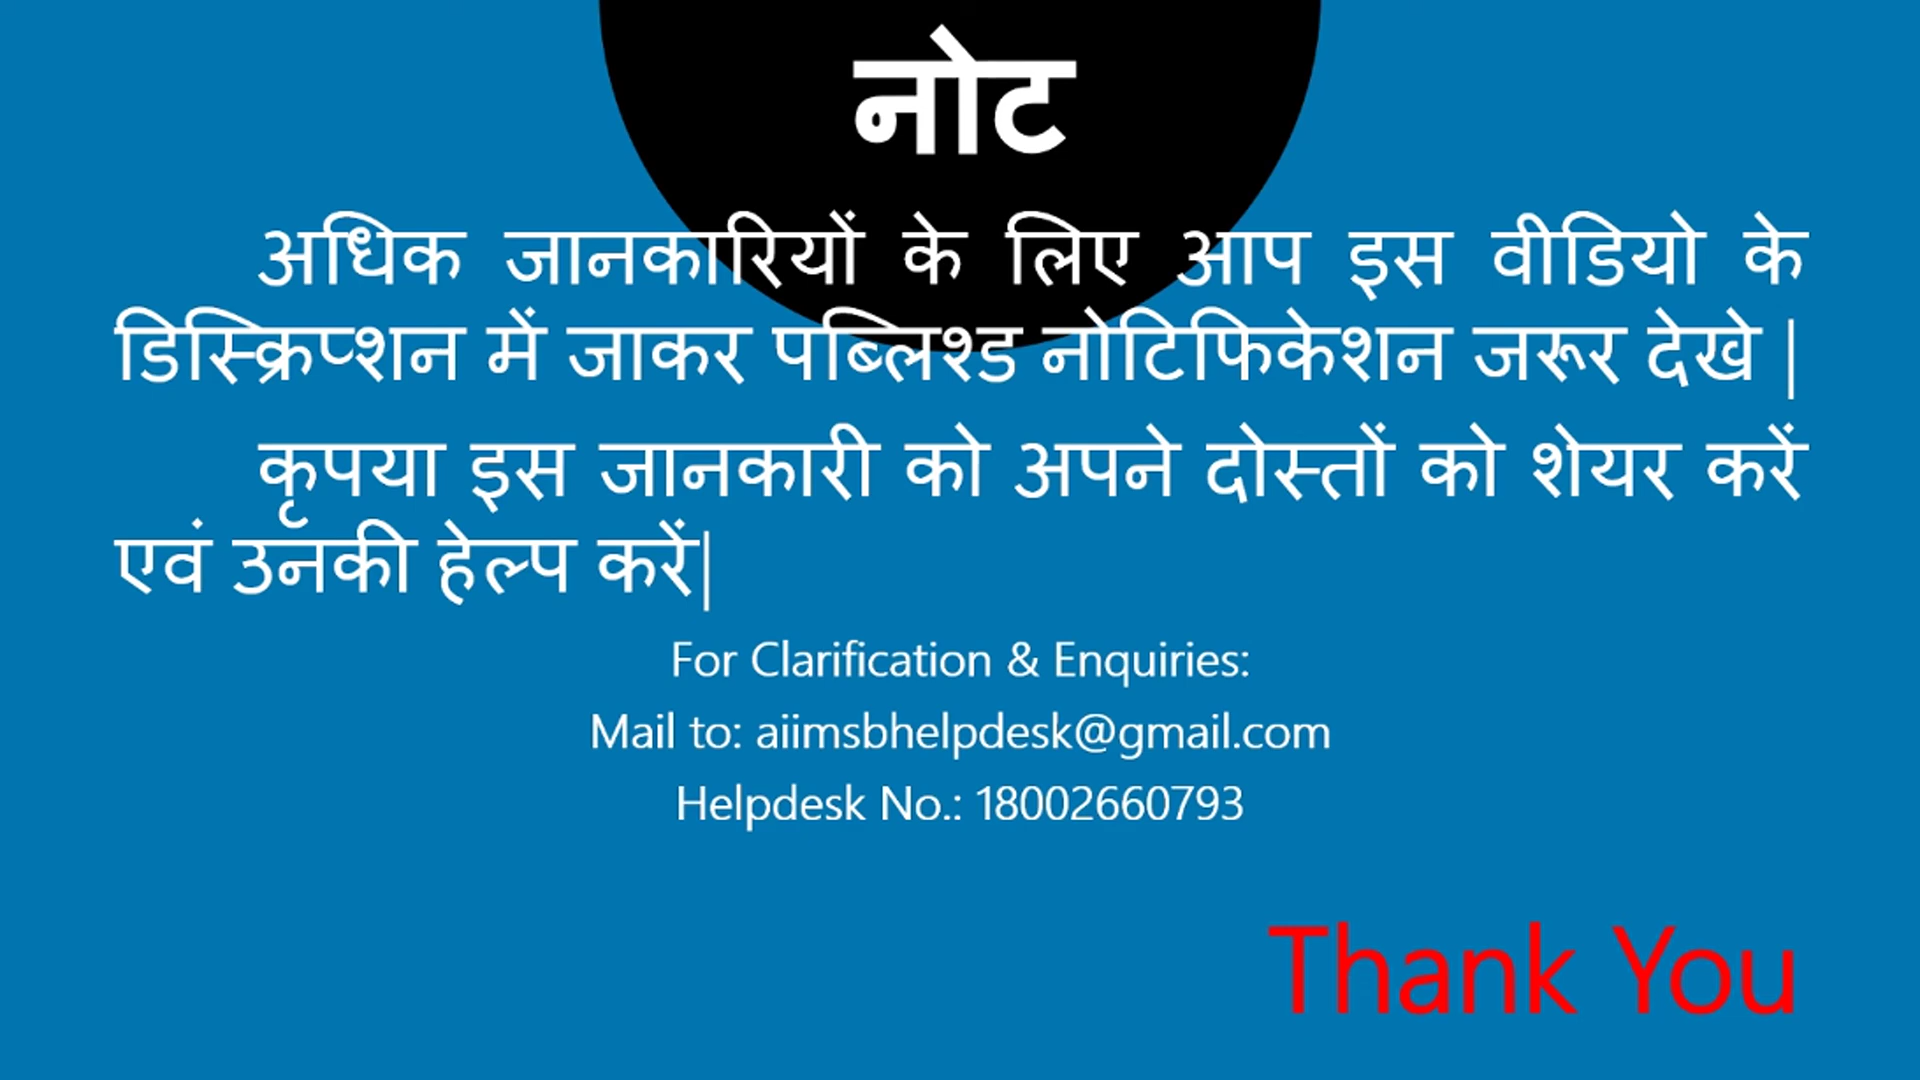 नोट
अधिक जानकारियों के लिए आप इस वीडियो के
डिस्क्रिप्शन में जाकर पब्लिश्ड नोटिफिकेशन जरूर देखे |
कृपया इस जानकारी को अपने दोस्तों को शेयर करें
एवं उनकी हेल्प करें|
For Clarification & Enquiries:
Mail to: aiimsbhelpdesk@gmail.com
Helpdesk No.: 18002660793
Thank You